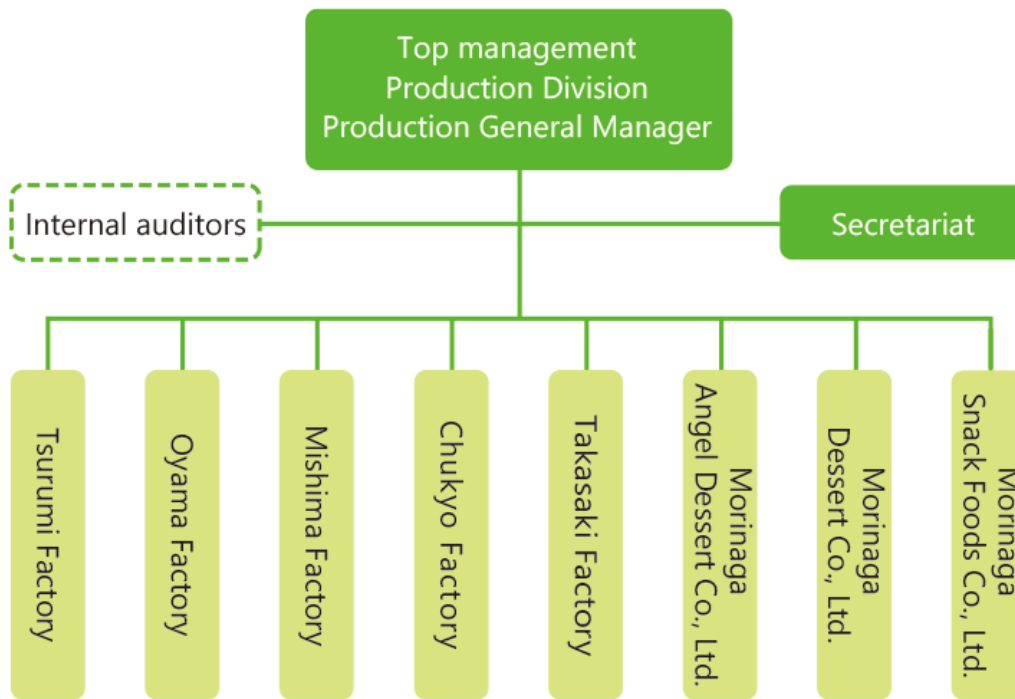 Top management
Production Division
Production General Manager
Internal auditors
Secretariat
Tsurumi Factory
Oyama Factory
Mishima Factory
Chukyo Factory
Takasaki Factory
Morinaga
Angel Dessert Co., Ltd.
Morinaga
Dessert Co., Ltd.
Morinaga
Snack Foods Co., Ltd.